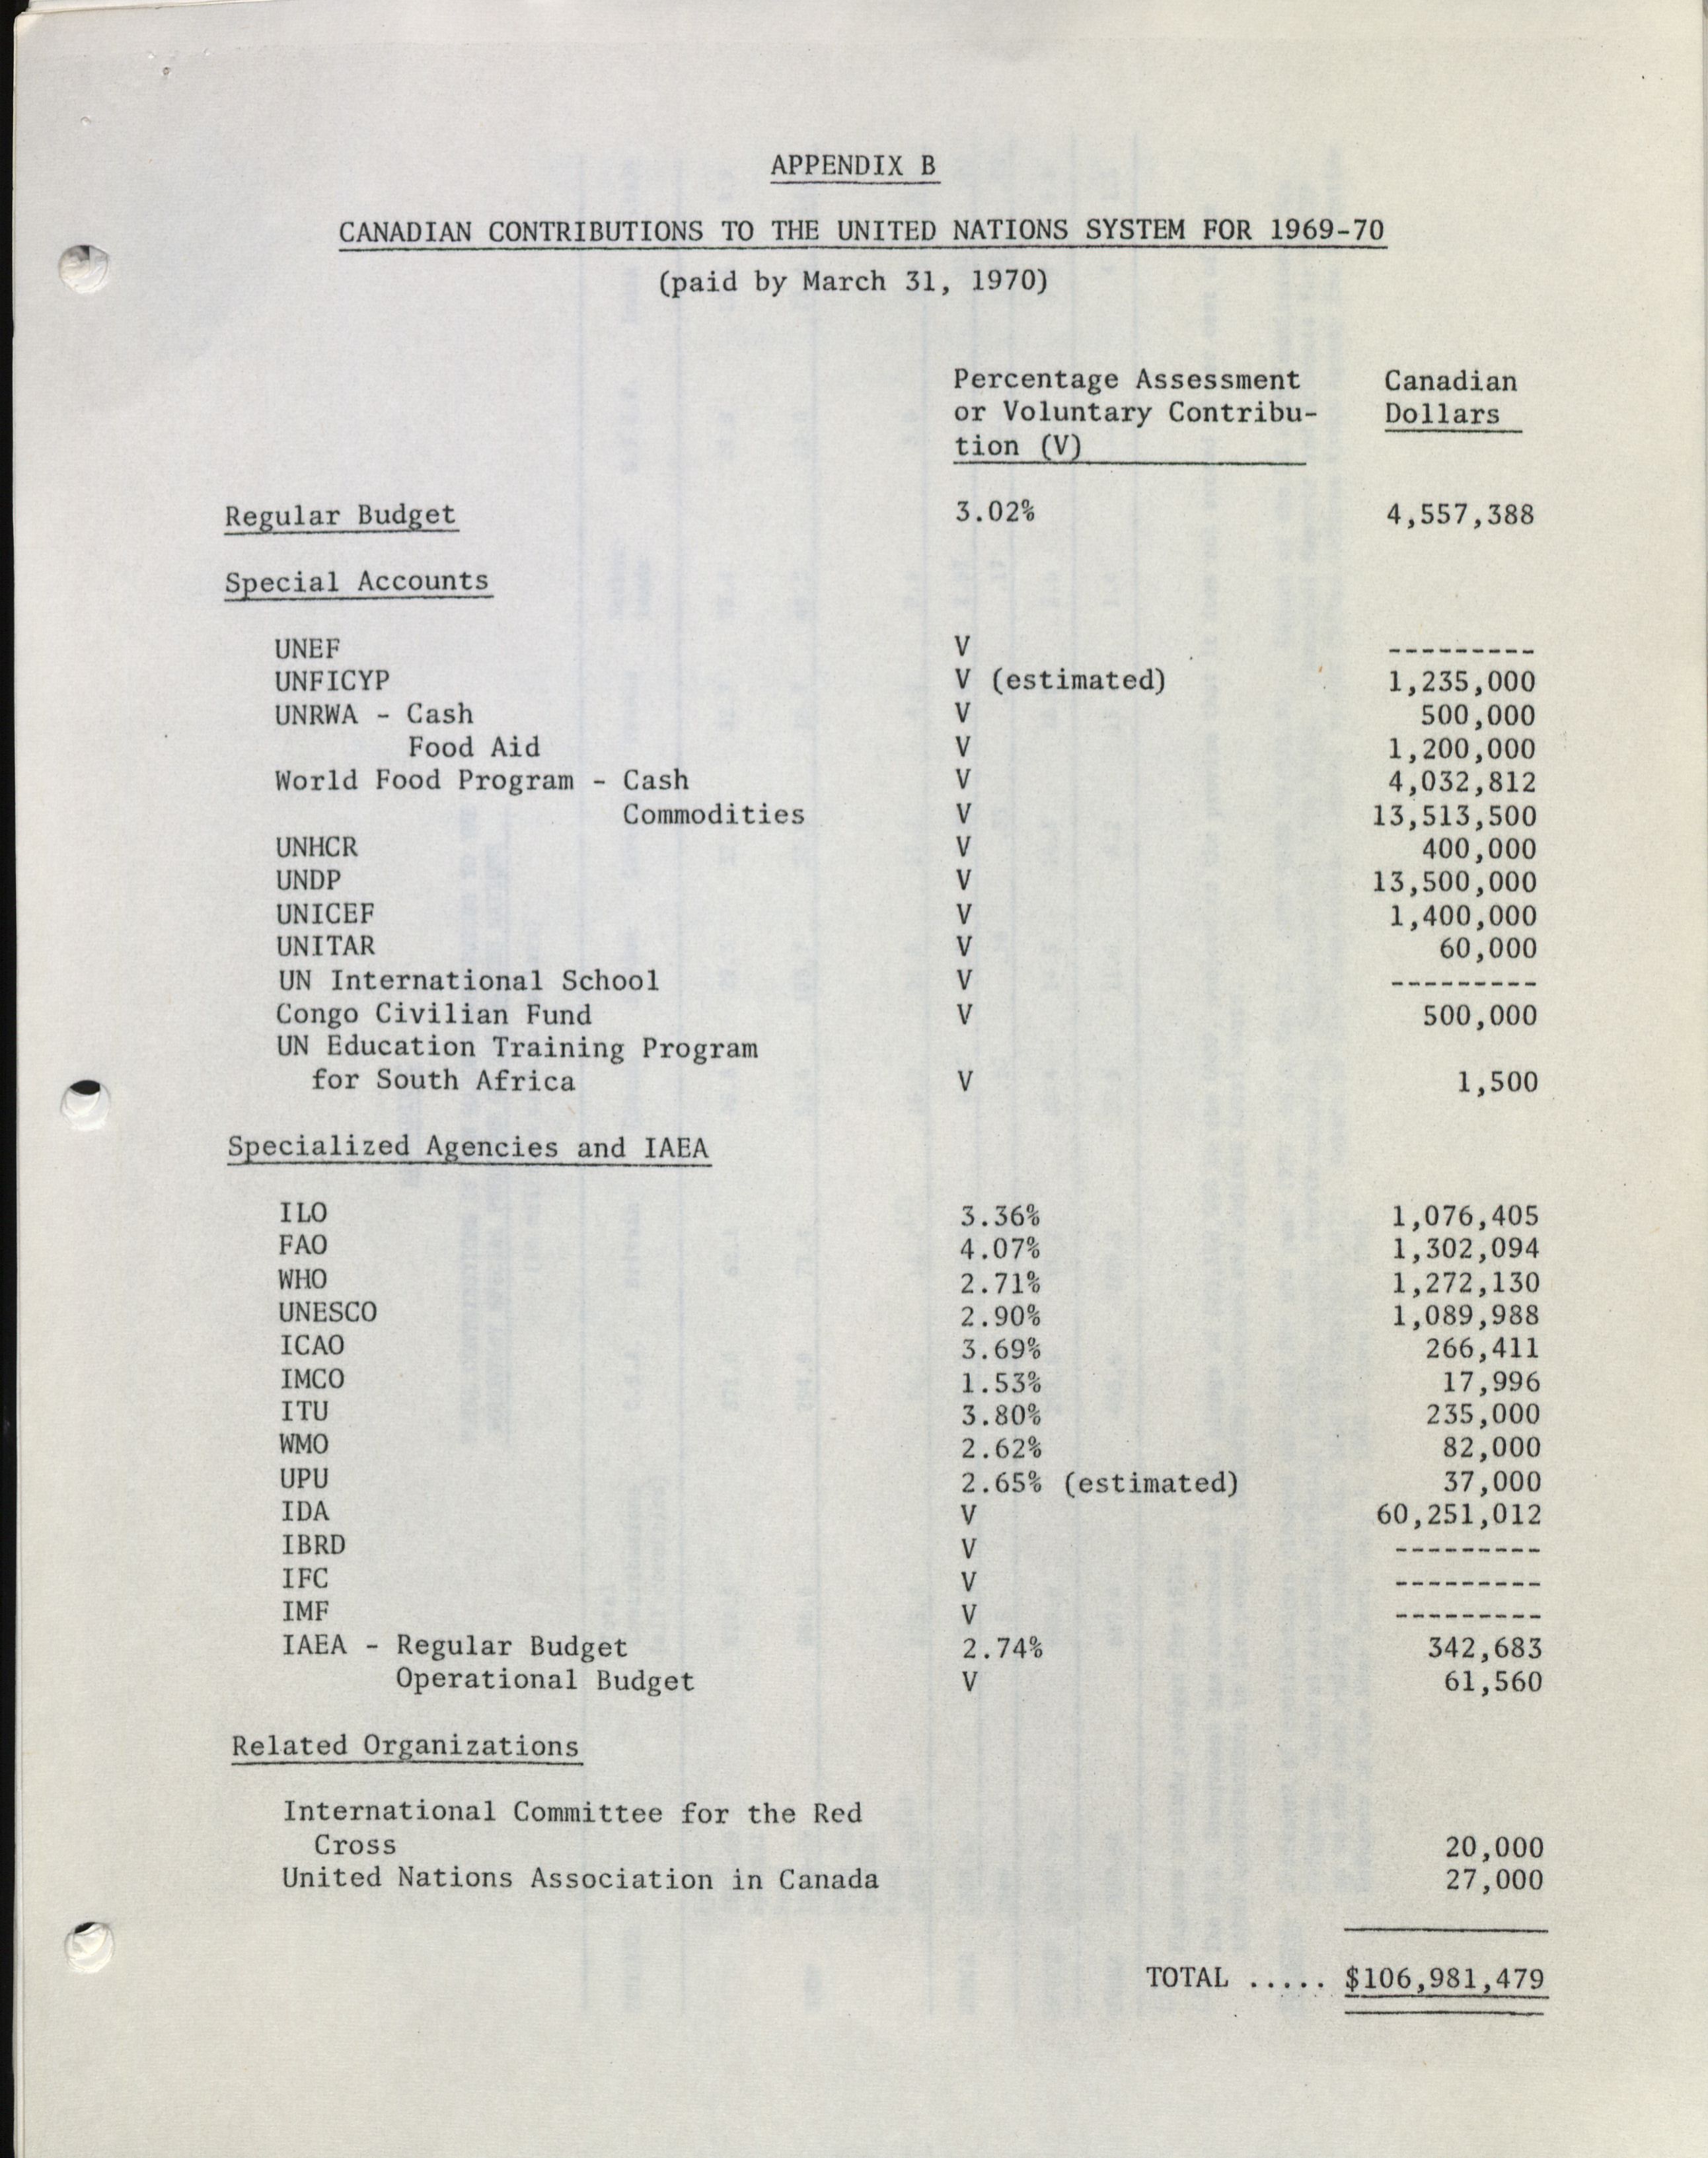 APPENDIX B
CANADIAN CONTRIBUTIONS TO THE UNITED NATIONS SYSTEM FOR 1969-70
(paid by March 31, 1970)
Percentage Assessment Canadian
or Voluntary Contribu- Dollars
tion (V)
Regular Budget 3.02% 4,557,388
Special Accounts
UNEF V ---------
UNFICYP V (estimated) 1,235,000
UNRWA - Cash V 500,000
Food Aid V 1,200,000
World Food Program - Cash V 4,032,812
Commodities V 13,513,500
UNHCR V 400,000
UNDP V 13,500,000
UNICEF V 1,400,000
UNITAR V 60,000
UN International School V ---------
Congo Civilian Fund V 500,000
UN Education Training Program
for South Africa V 1,500
Specialized Agencies and IAEA
ILO 3.36% 1,076,405
FAO 4.07% 1,302,094
WHO 2.71% 1,272,130
UNESCO 2.90% 1,089,988
ICAO 3.69% 266,411
IMCO 1.53% 17,996
ITU 3.80% 235,000
WMO 2.62% 82,000
UPU 2.65% (estimated) 37,000
IDA V 60,251,012
IBRD V ---------
IFC V ---------
IMF V ---------
IAEA - Regular Budget 2.74% 342,683
Operational Budget V 61,560
Related Organizations
International Committee for the Red
Cross 20,000
United Nations Association in Canada 27,000
TOTAL ..... $106,981,479